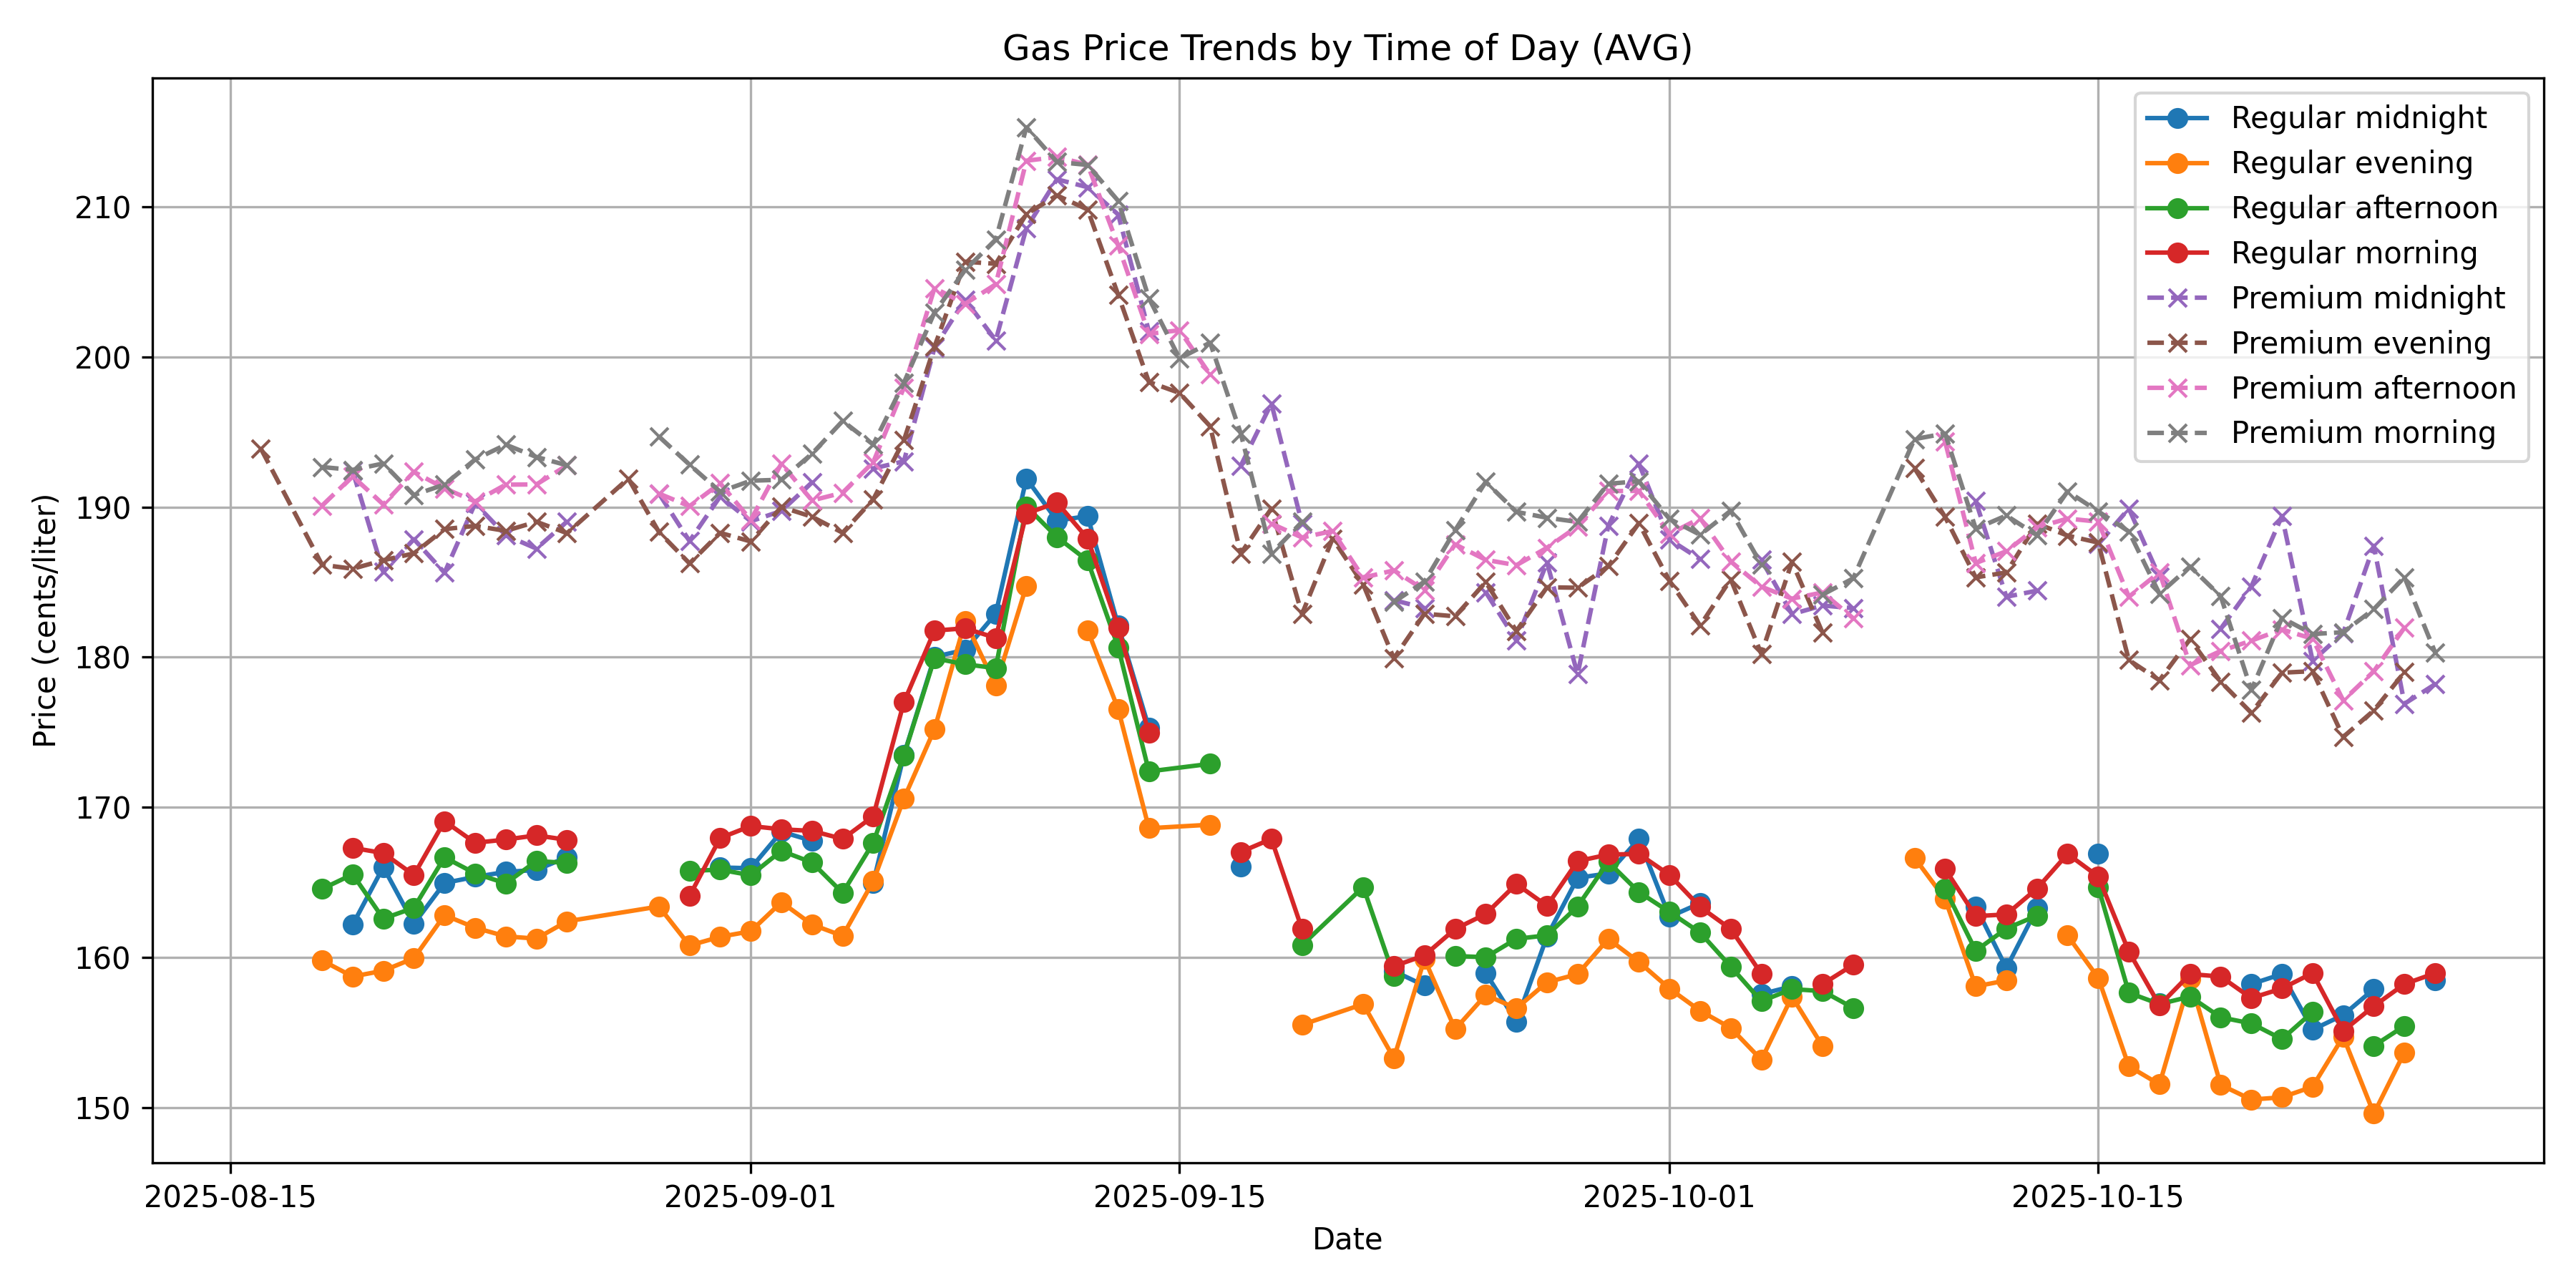 Gas Price Trends by Time of Day (AVG)
Regular midnight
Regular evening
Regular afternoon
Regular morning
Premium midnight
Premium evening
Premium afternoon
Premium morning
Price (cents/liter)
210
200
190
180
170
160
150
2025-08-15
2025-09-01
2025-09-15
2025-10-01
2025-10-15
Date